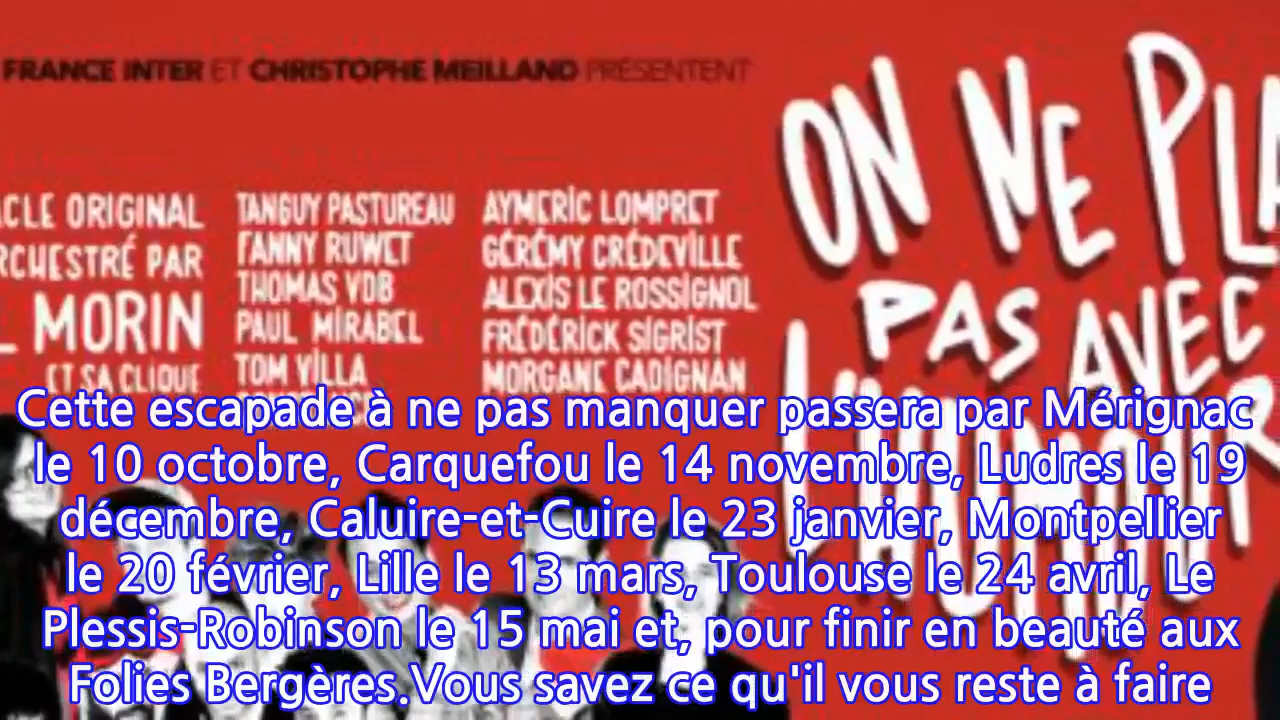 FRANCE INTER ET CHRISTOPHE MEILLAND PRÉSENTENT
ORIGINAL
PAR
MORIN
ET SA CLIQUE
TANGUY PASTUREAU
FANNY RUWET
THOMAS VDB
PAUL MIRABEL
TOM VILLA
AYMERIC LOMPRET
GÉRÉMY CRÉDEVILLE
ALEXIS LE ROSSIGNOL
FRÉDÉRICK SIGRIST
MORGANE CADIGNAN
ON NE PLA
PAS AVEC
L'HUMOUR
Cette escapade à ne pas manquer passera par Mérignac
le 10 octobre, Carquefou le 14 novembre, Ludres le 19
décembre, Caluire-et-Cuire le 23 janvier, Montpellier
le 20 février, Lille le 13 mars, Toulouse le 24 avril, Le
Plessis-Robinson le 15 mai et, pour finir en beauté aux
Folies Bergères.Vous savez ce qu'il vous reste à faire